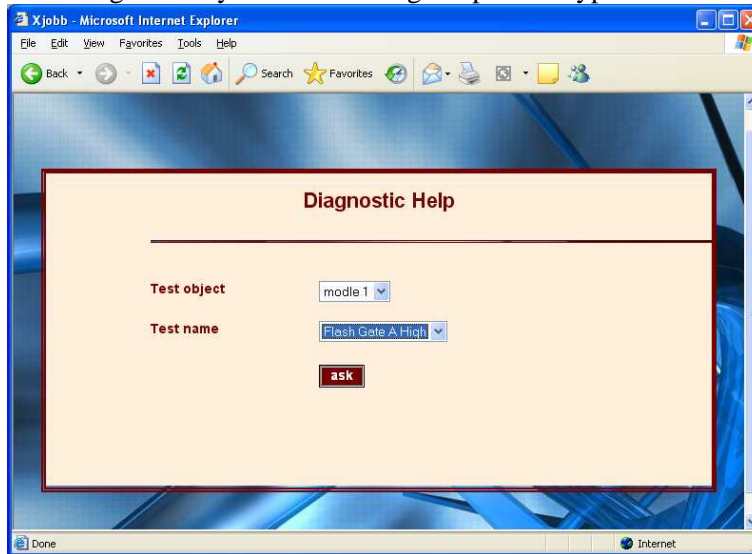 Xjobb - Microsoft Internet Explorer
File Edit View Favorites Tools Help
Back Search Favorites
Diagnostic Help
Test object modle 1
Test name Flash Gate A High
ask
Done Internet